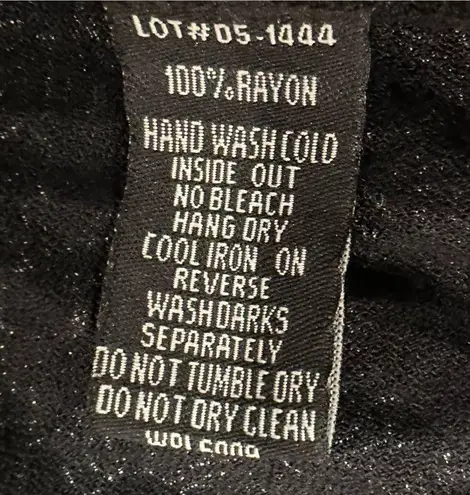 LOT#D5-1444
100% RAYON
HAND WASH COLD
INSIDE OUT
NO BLEACH
HANG DRY
COOL IRON ON
REVERSE
WASH DARKS
SEPARATELY
DO NOT TUMBLE DRY
DO NOT DRY CLEAN